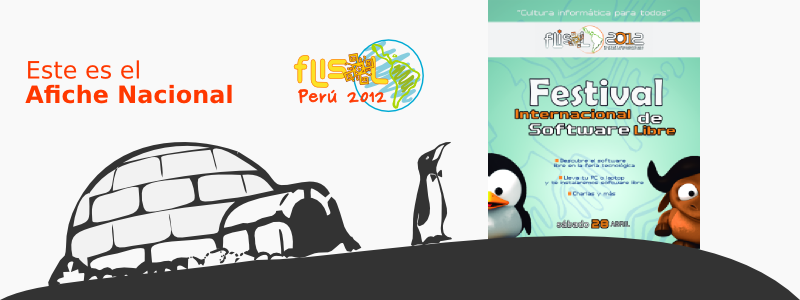 Este es el
Afiche Nacional
flisol
Perú 2012
"Cultura informática para todos"
flisol 2012
Festival
Internacional de
Software Libre
Descubre el software
libre en la feria tecnológica
Lleva tu PC o laptop
y te instalaremos software libre
Charlas y más
sábado 28 ABRIL